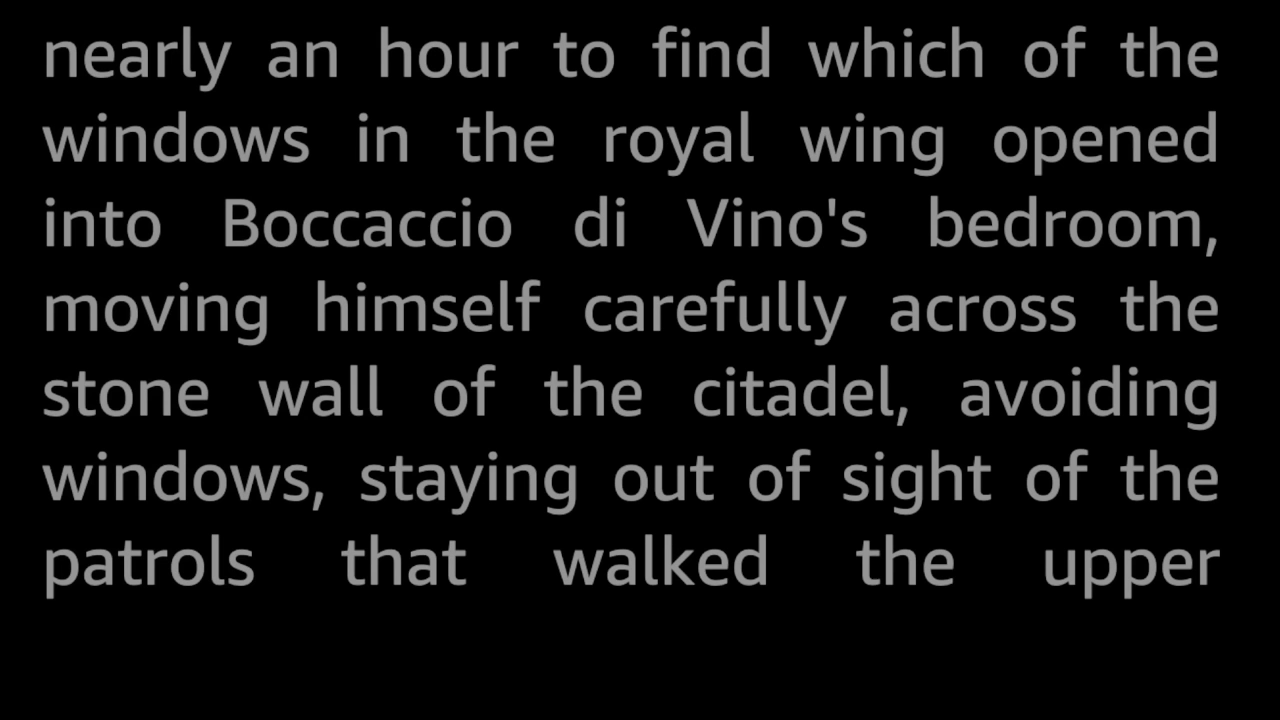 nearly an hour to find which of the
windows in the royal wing opened
into Boccaccio di Vino's bedroom,
moving himself carefully across the
stone wall of the citadel, avoiding
windows, staying out of sight of the
patrols that walked the upper